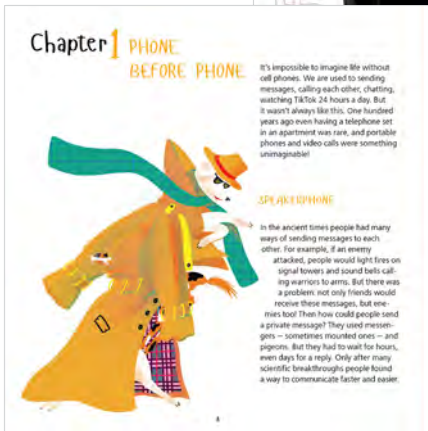 Chapter 1 PHONE
BEFORE PHONE
It's impossible to imagine life without
cell phones. We are used to sending
messages, calling each other, chatting,
watching TikTok 24 hours a day. But
it wasn't always like this. One hundred
years ago even having a telephone set
in an apartment was rare, and portable
phones and video calls were something
unimaginable!
SPEAKERPHONE
In the ancient times people had many
ways of sending messages to each
other. For example, if an enemy
attacked, people would light fires on
signal towers and sound bells call-
ing warriors to arms. But there was
a problem: not only friends would
receive these messages, but ene-
mies too! Then how could people send
a private message? They used messen-
gers – sometimes mounted ones – and
pigeons. But they had to wait for hours,
even days for a reply. Only after many
scientific breakthroughs people found
a way to communicate faster and easier.